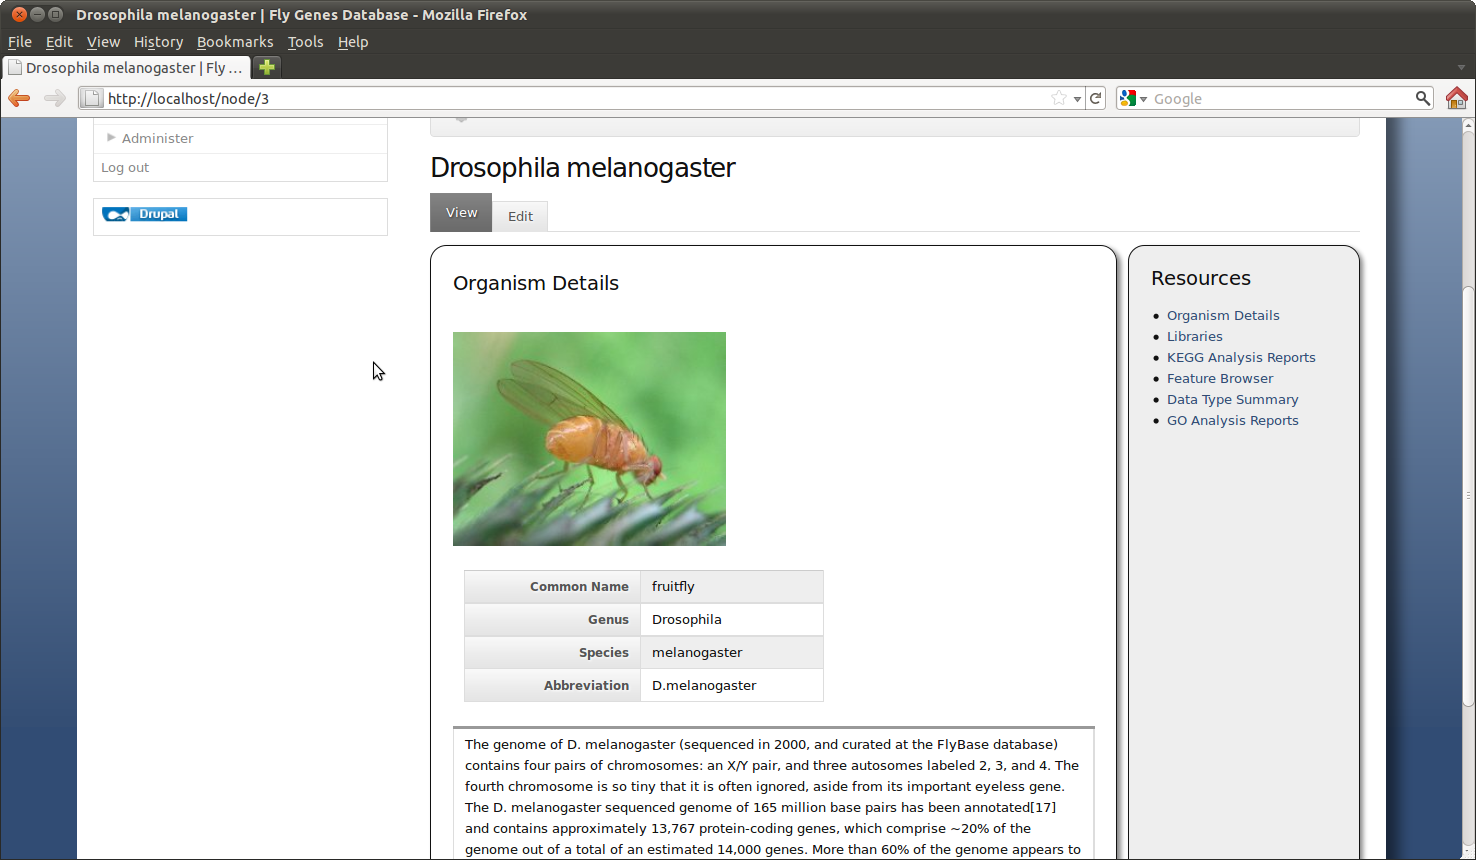 Drosophila melanogaster | Fly Genes Database - Mozilla Firefox
File Edit View History Bookmarks Tools Help
Drosophila melanogaster | Fly ...
http://localhost/node/3
Google
Administer
Log out
Drupal
Drosophila melanogaster
View Edit
Organism Details
Common Name fruitfly
Genus Drosophila
Species melanogaster
Abbreviation D.melanogaster
The genome of D. melanogaster (sequenced in 2000, and curated at the FlyBase database)
contains four pairs of chromosomes: an X/Y pair, and three autosomes labeled 2, 3, and 4. The
fourth chromosome is so tiny that it is often ignored, aside from its important eyeless gene.
The D. melanogaster sequenced genome of 165 million base pairs has been annotated[17]
and contains approximately 13,767 protein-coding genes, which comprise ~20% of the
genome out of a total of an estimated 14,000 genes. More than 60% of the genome appears to
Resources
Organism Details
Libraries
KEGG Analysis Reports
Feature Browser
Data Type Summary
GO Analysis Reports